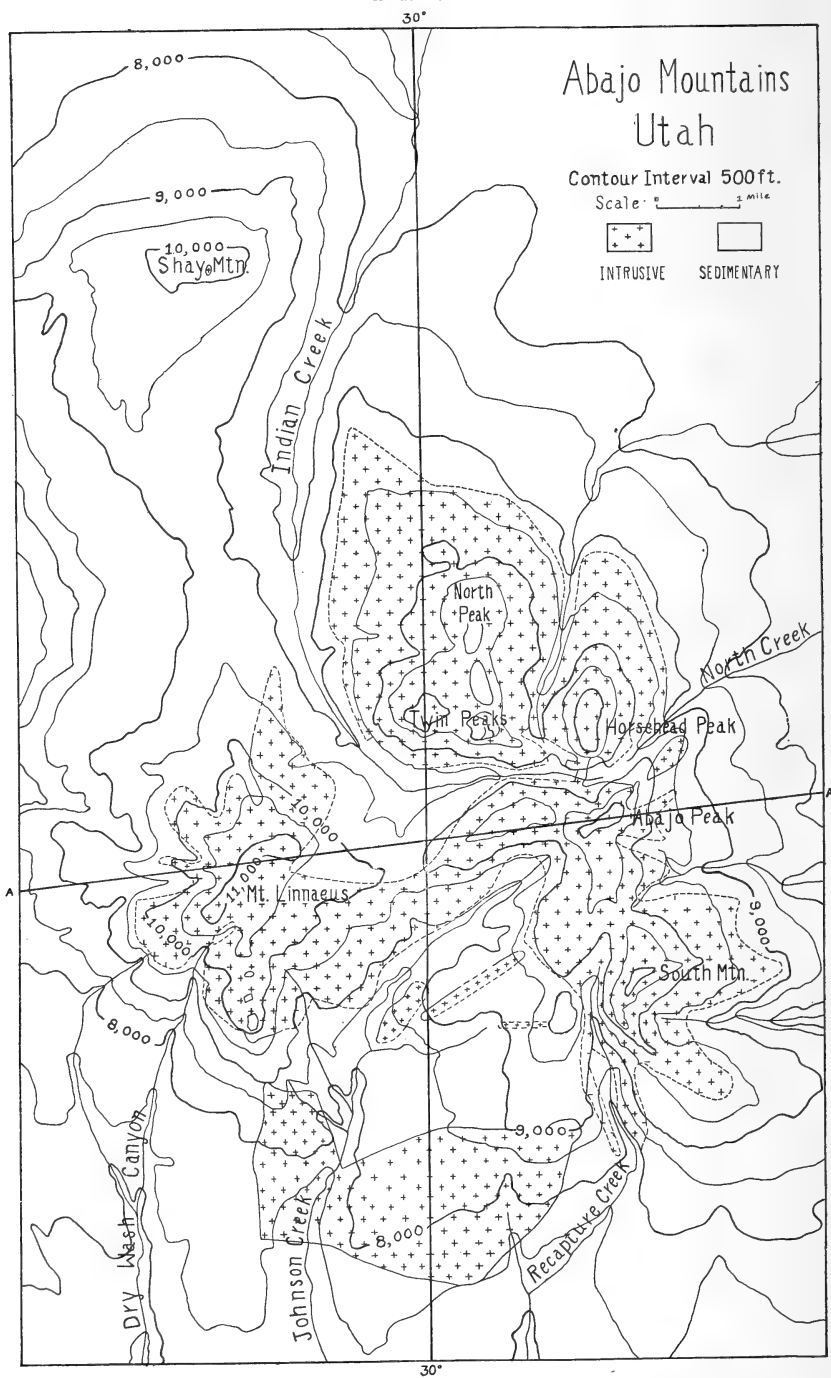 30°
8,000
Abajo Mountains
Utah
Contour Interval 500ft.
Scale 0 1 Mile
INTRUSIVE SEDIMENTARY
9,000
10,000
Shay Mtn.
Indian Creek
North
Peak
North Creek
Twin Peaks
Horsehead Peak
A
10,000
Abajo Peak
A
11,000
Mt. Linnaeus
10,000
9,000
South Mtn.
8,000
9,000
Dry Wash Canyon
Johnson Creek
8,000
Recapture Creek
30°